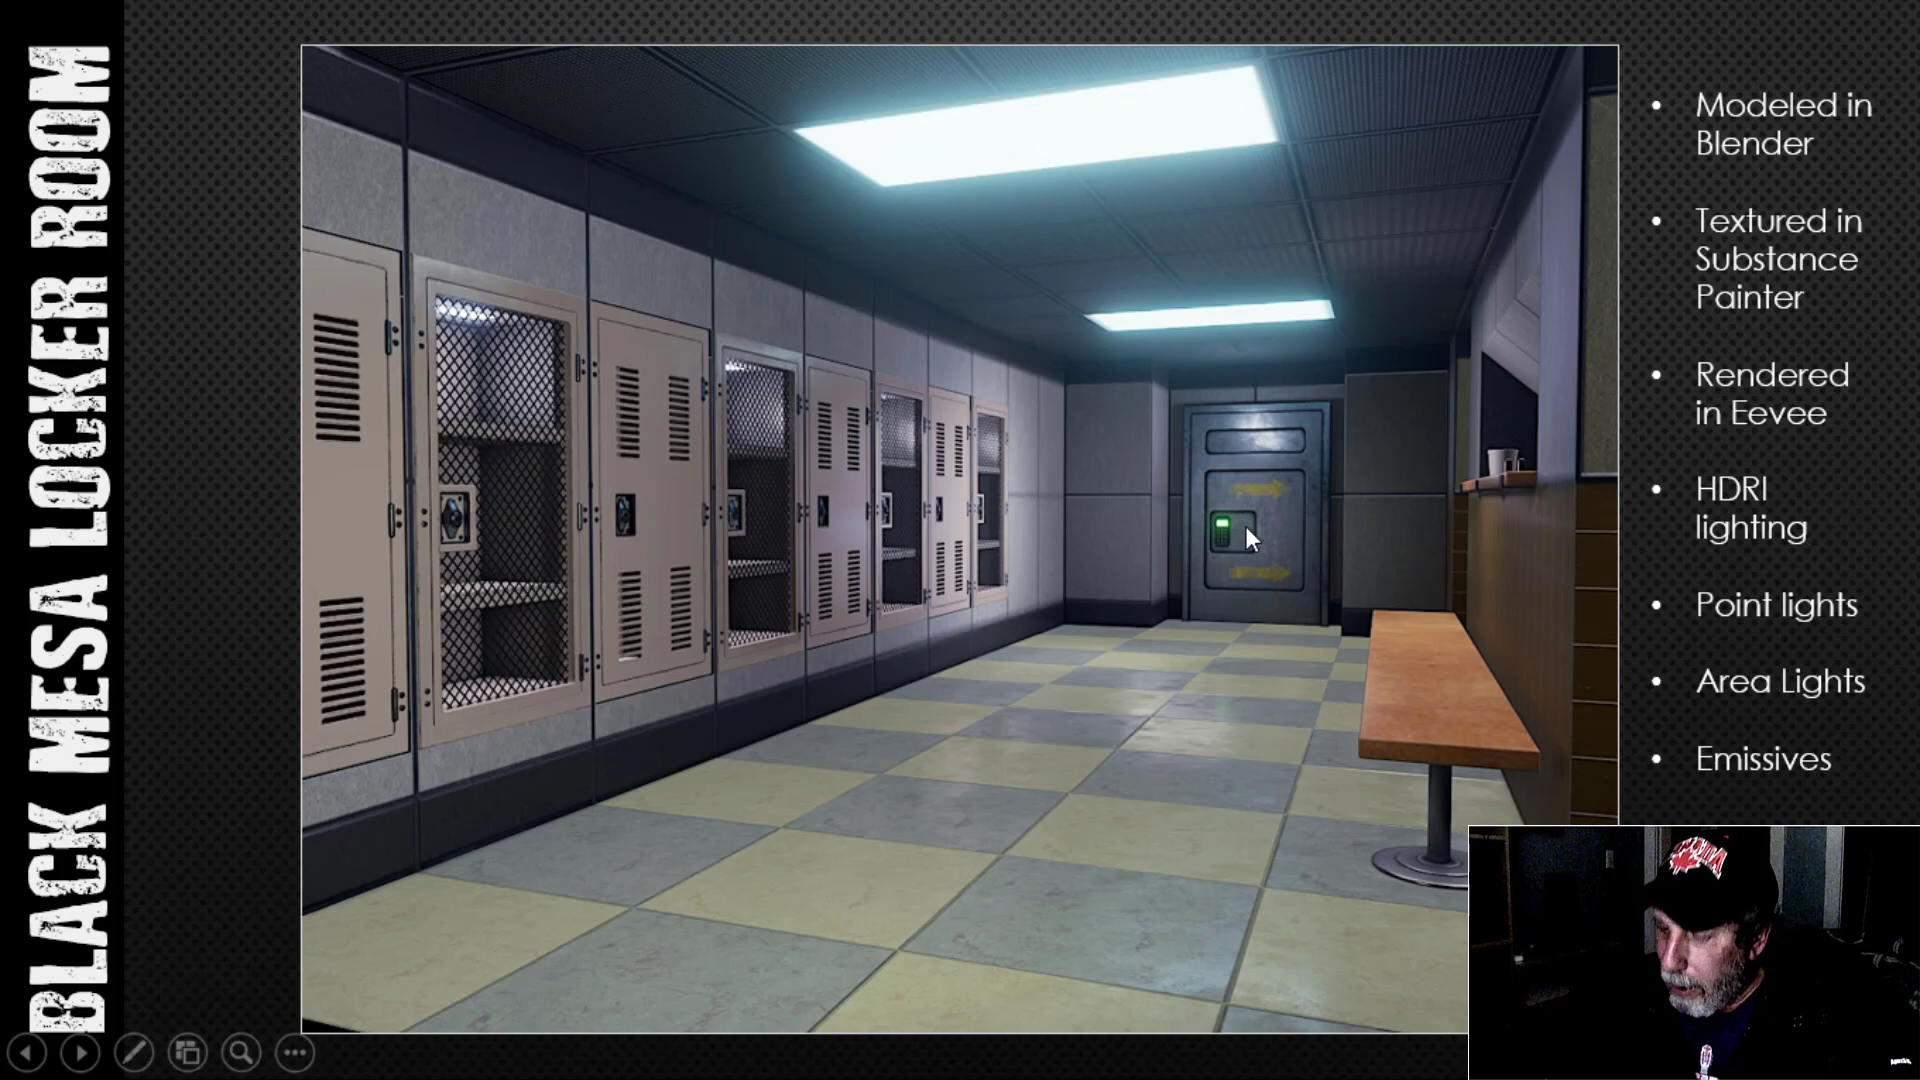 BLACK MESA LOCKER ROOM
• Modeled in
Blender
• Textured in
Substance
Painter
• Rendered
in Eevee
• HDRI
lighting
• Point lights
• Area Lights
• Emissives